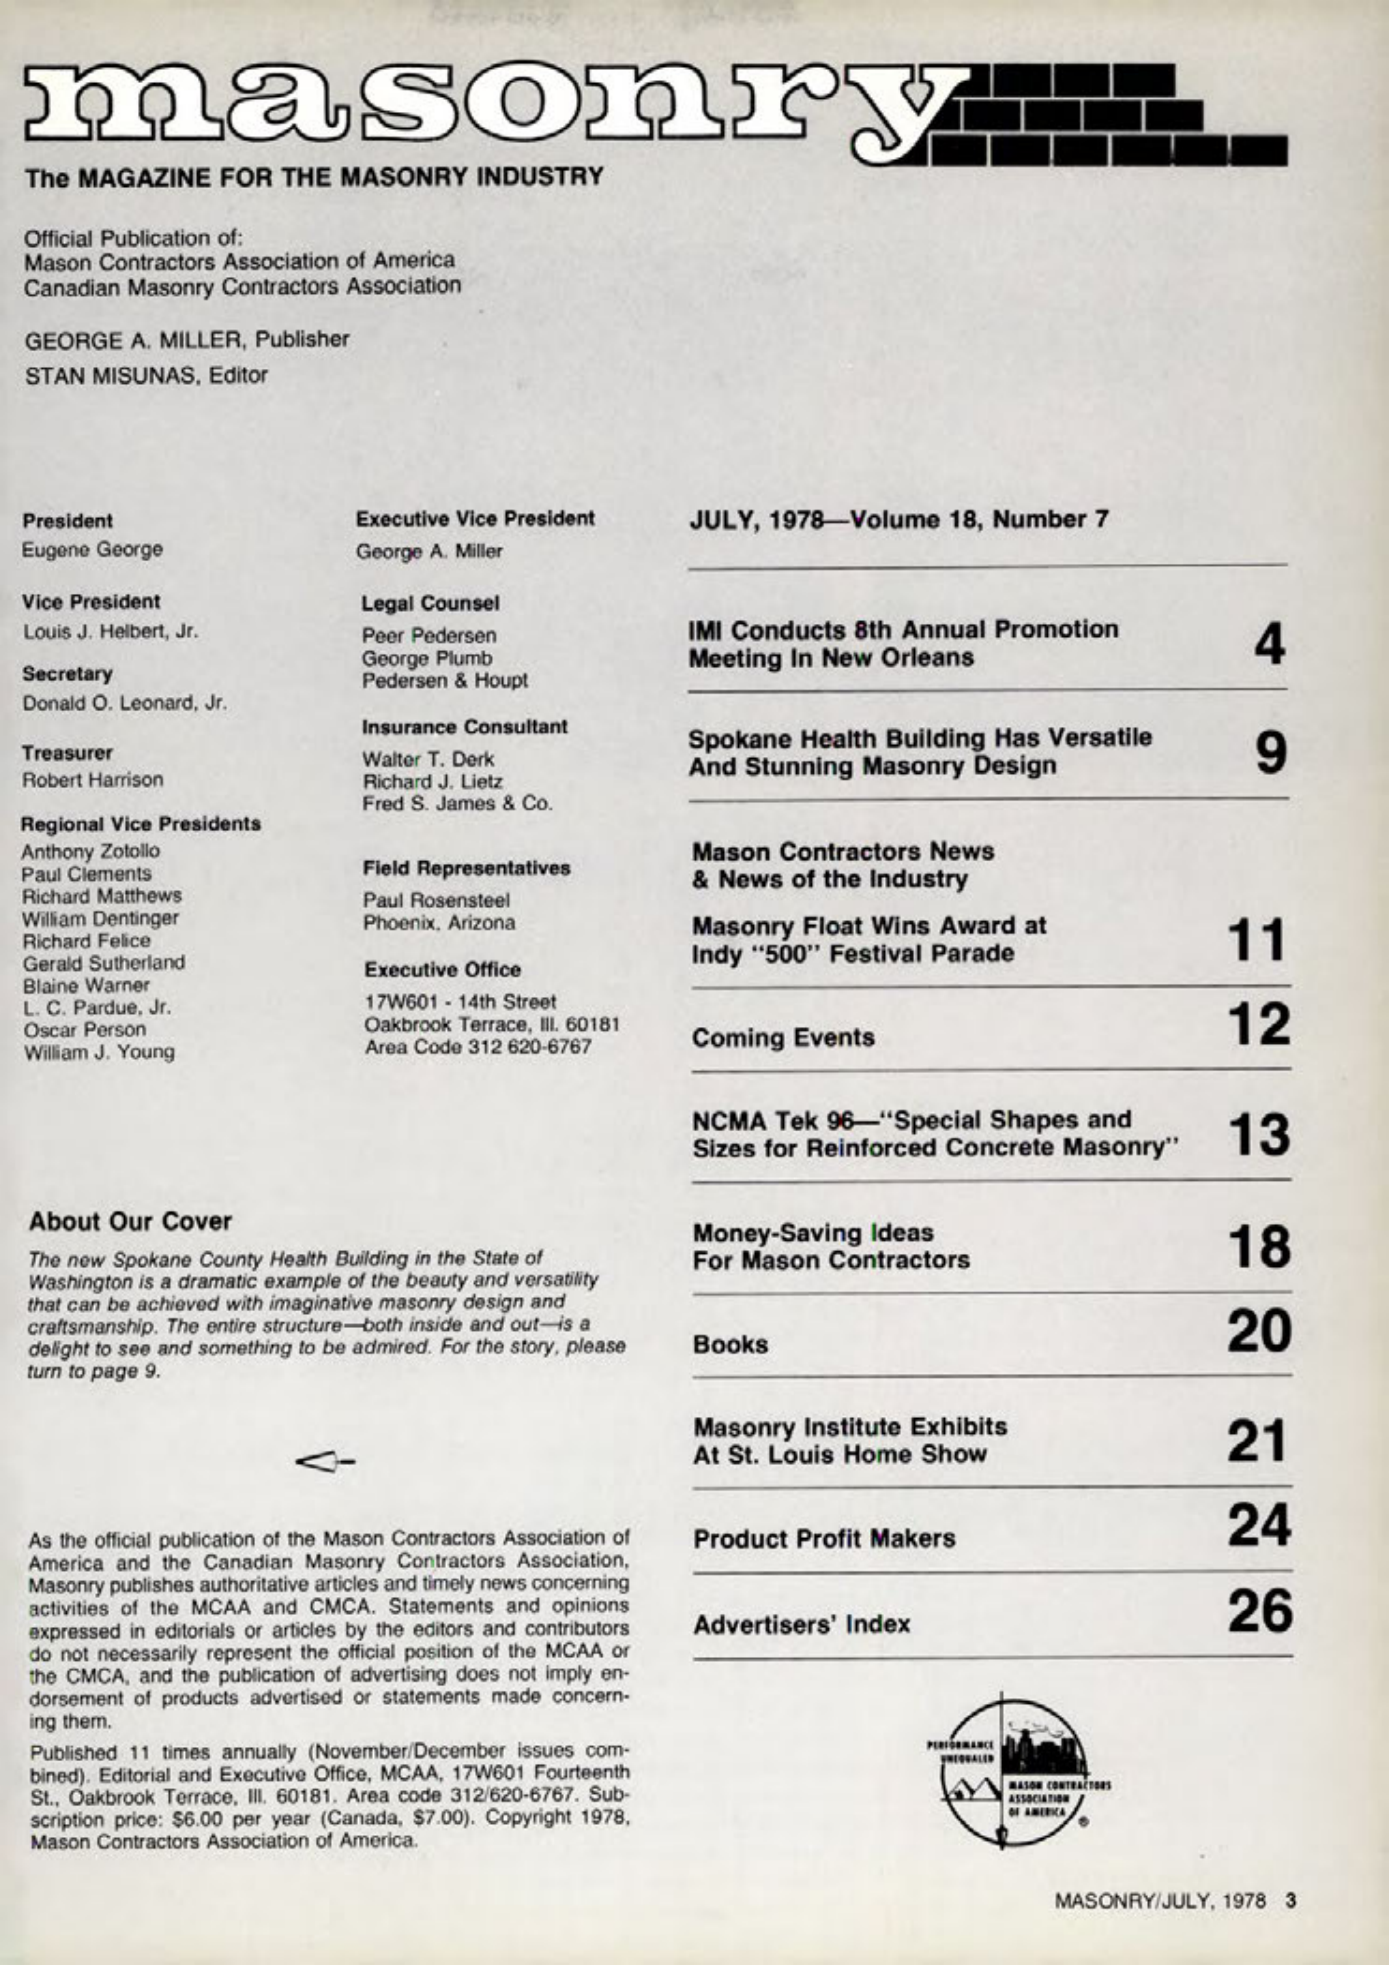 masonry
The MAGAZINE FOR THE MASONRY INDUSTRY
Official Publication of:
Mason Contractors Association of America
Canadian Masonry Contractors Association
GEORGE A. MILLER, Publisher
STAN MISUNAS, Editor
President
Eugene George
Vice President
Louis J. Helbert, Jr.
Secretary
Donald O. Leonard, Jr.
Treasurer
Robert Harrison
Regional Vice Presidents
Anthony Zotollo
Paul Clements
Richard Matthews
William Dentinger
Richard Felice
Gerald Sutherland
Blaine Warner
L. C. Pardue, Jr.
Oscar Person
William J. Young
Executive Vice President
George A. Miller
Legal Counsel
Peer Pedersen
George Plumb
Pedersen & Houpt
Insurance Consultant
Walter T. Derk
Richard J. Lietz
Fred S. James & Co.
Field Representatives
Paul Rosensteel
Phoenix, Arizona
Executive Office
17W601 - 14th Street
Oakbrook Terrace, Ill. 60181
Area Code 312 620-6767
About Our Cover
The new Spokane County Health Building in the State of
Washington is a dramatic example of the beauty and versatility
that can be achieved with imaginative masonry design and
craftsmanship. The entire structure—both inside and out—is a
delight to see and something to be admired. For the story, please
turn to page 9.
As the official publication of the Mason Contractors Association of
America and the Canadian Masonry Contractors Association,
Masonry publishes authoritative articles and timely news concerning
activities of the MCAA and CMCA. Statements and opinions
expressed in editorials or articles by the editors and contributors
do not necessarily represent the official position of the MCAA or
the CMCA, and the publication of advertising does not imply en-
dorsement of products advertised or statements made concern-
ing them.
Published 11 times annually (November/December issues com-
bined). Editorial and Executive Office, MCAA, 17W601 Fourteenth
St., Oakbrook Terrace, Ill. 60181. Area code 312/620-6767. Sub-
scription price: $6.00 per year (Canada, $7.00). Copyright 1978,
Mason Contractors Association of America.
JULY, 1978—Volume 18, Number 7
IMI Conducts 8th Annual Promotion
Meeting In New Orleans 4
Spokane Health Building Has Versatile
And Stunning Masonry Design 9
Mason Contractors News
& News of the Industry
Masonry Float Wins Award at
Indy "500" Festival Parade 11
Coming Events 12
NCMA Tek 96—"Special Shapes and
Sizes for Reinforced Concrete Masonry" 13
Money-Saving Ideas
For Mason Contractors 18
Books 20
Masonry Institute Exhibits
At St. Louis Home Show 21
Product Profit Makers 24
Advertisers' Index 26
PERFORMANCE
UNEQUALED
MASON CONTRACTORS
ASSOCIATION
OF AMERICA
®
MASONRY/JULY, 1978 3